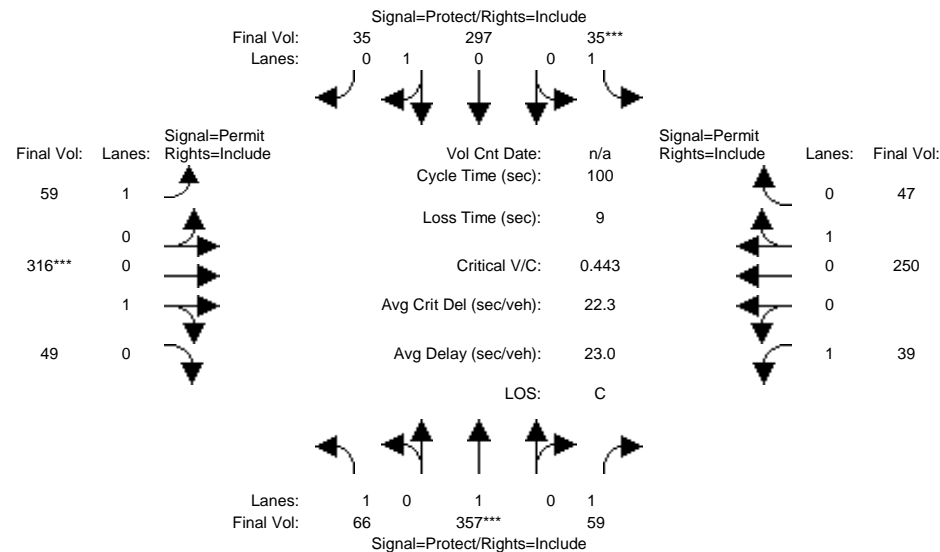 Signal=Protect/Rights=Include
Final Vol: 35 297 35***
Lanes: 0 1 0 0 1
Signal=Permit Signal=Permit
Final Vol: Lanes: Rights=Include Vol Cnt Date: n/a Rights=Include Lanes: Final Vol:
Cycle Time (sec): 100
59 1 0 47
Loss Time (sec): 9
0 1
316*** 0 Critical V/C: 0.443 0 250
1 Avg Crit Del (sec/veh): 22.3 0
49 0 Avg Delay (sec/veh): 23.0 1 39
LOS: C
Lanes: 1 0 1 0 1
Final Vol: 66 357*** 59
Signal=Protect/Rights=Include